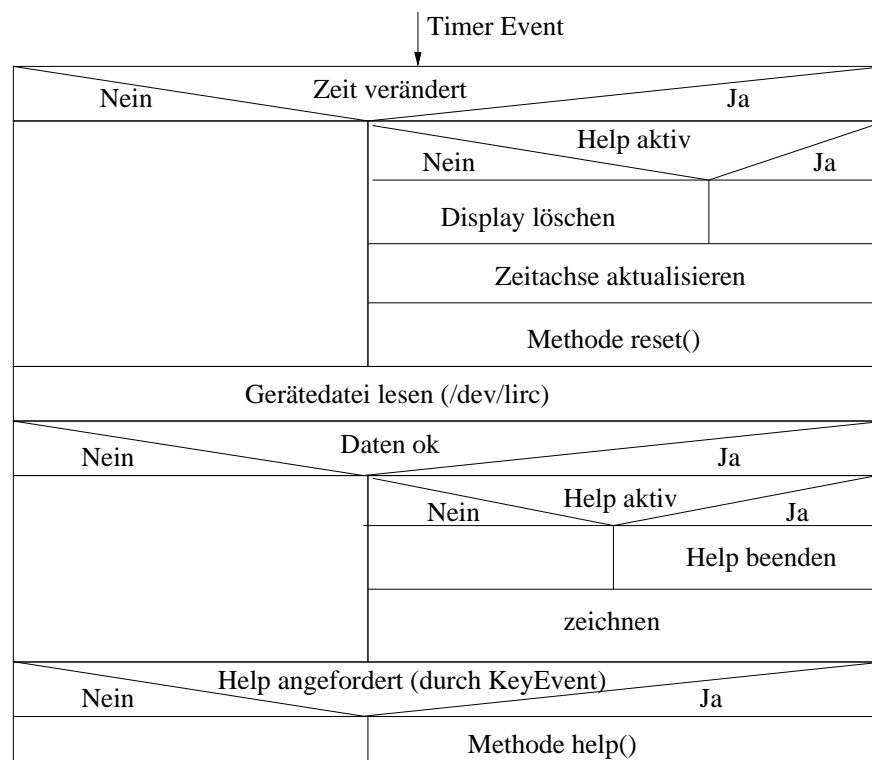 Timer Event
Zeit verändert
Nein
Ja
Help aktiv
Nein
Ja
Display löschen
Zeitachse aktualisieren
Methode reset()
Gerätedatei lesen (/dev/lirc)
Daten ok
Nein
Ja
Help aktiv
Nein
Ja
Help beenden
zeichnen
Help angefordert (durch KeyEvent)
Nein
Ja
Methode help()